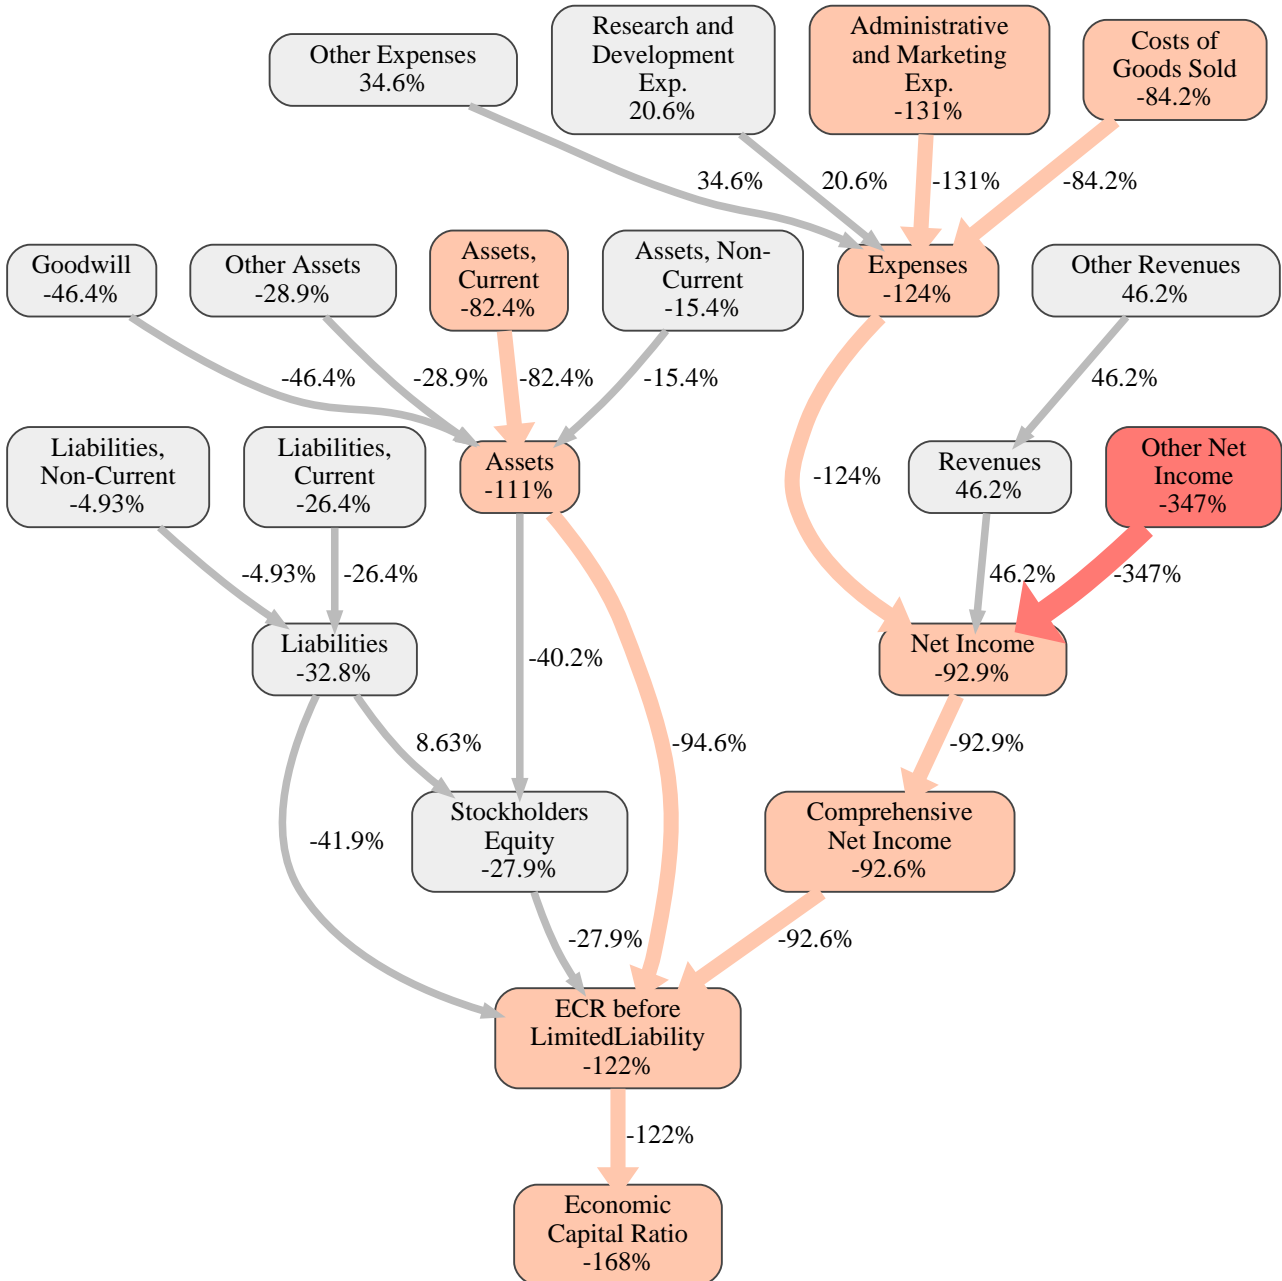 Other Expenses
34.6%
Research and
Development
Exp.
20.6%
Administrative
and Marketing
Exp.
-131%
Costs of
Goods Sold
-84.2%
34.6%
20.6%
-131%
-84.2%
Goodwill
-46.4%
Other Assets
-28.9%
Assets,
Current
-82.4%
Assets, Non-
Current
-15.4%
Expenses
-124%
Other Revenues
46.2%
-46.4%
-28.9%
-82.4%
-15.4%
46.2%
Liabilities,
Non-Current
-4.93%
Liabilities,
Current
-26.4%
Assets
-111%
-124%
Revenues
46.2%
Other Net
Income
-347%
-4.93%
-26.4%
46.2%
-347%
Liabilities
-32.8%
-40.2%
Net Income
-92.9%
8.63%
-94.6%
-92.9%
-41.9%
Stockholders
Equity
-27.9%
Comprehensive
Net Income
-92.6%
-27.9%
-92.6%
ECR before
LimitedLiability
-122%
-122%
Economic
Capital Ratio
-168%